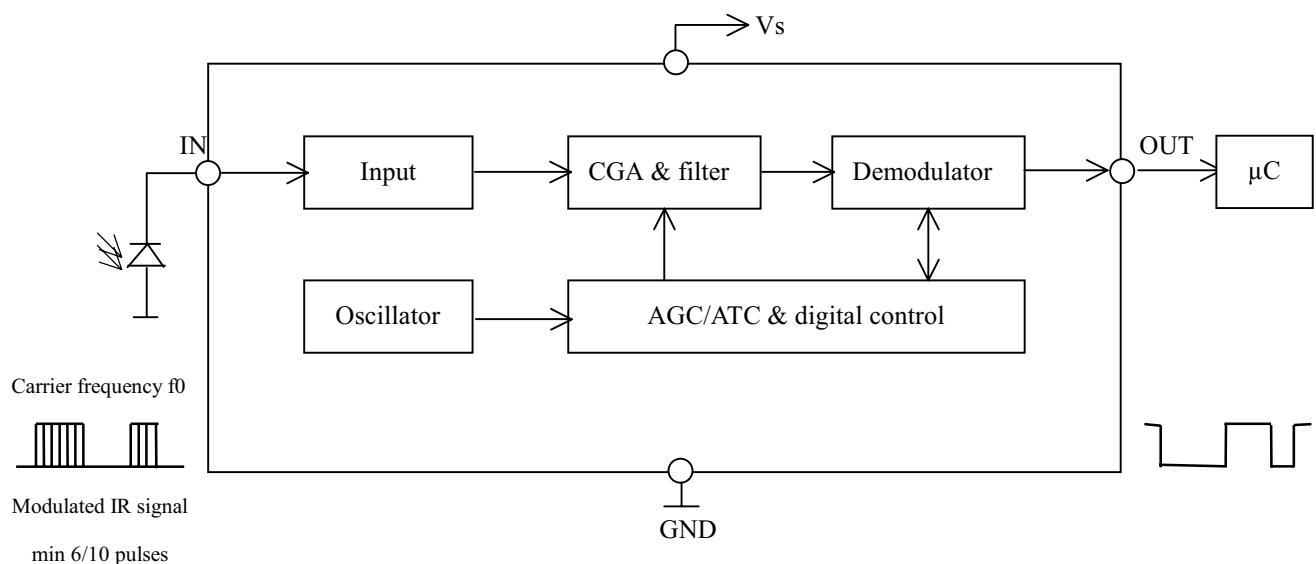 Vs
IN
OUT
Input
CGA & filter
Demodulator
µC
Oscillator
AGC/ATC & digital control
Carrier frequency f0
Modulated IR signal
min 6/10 pulses
GND